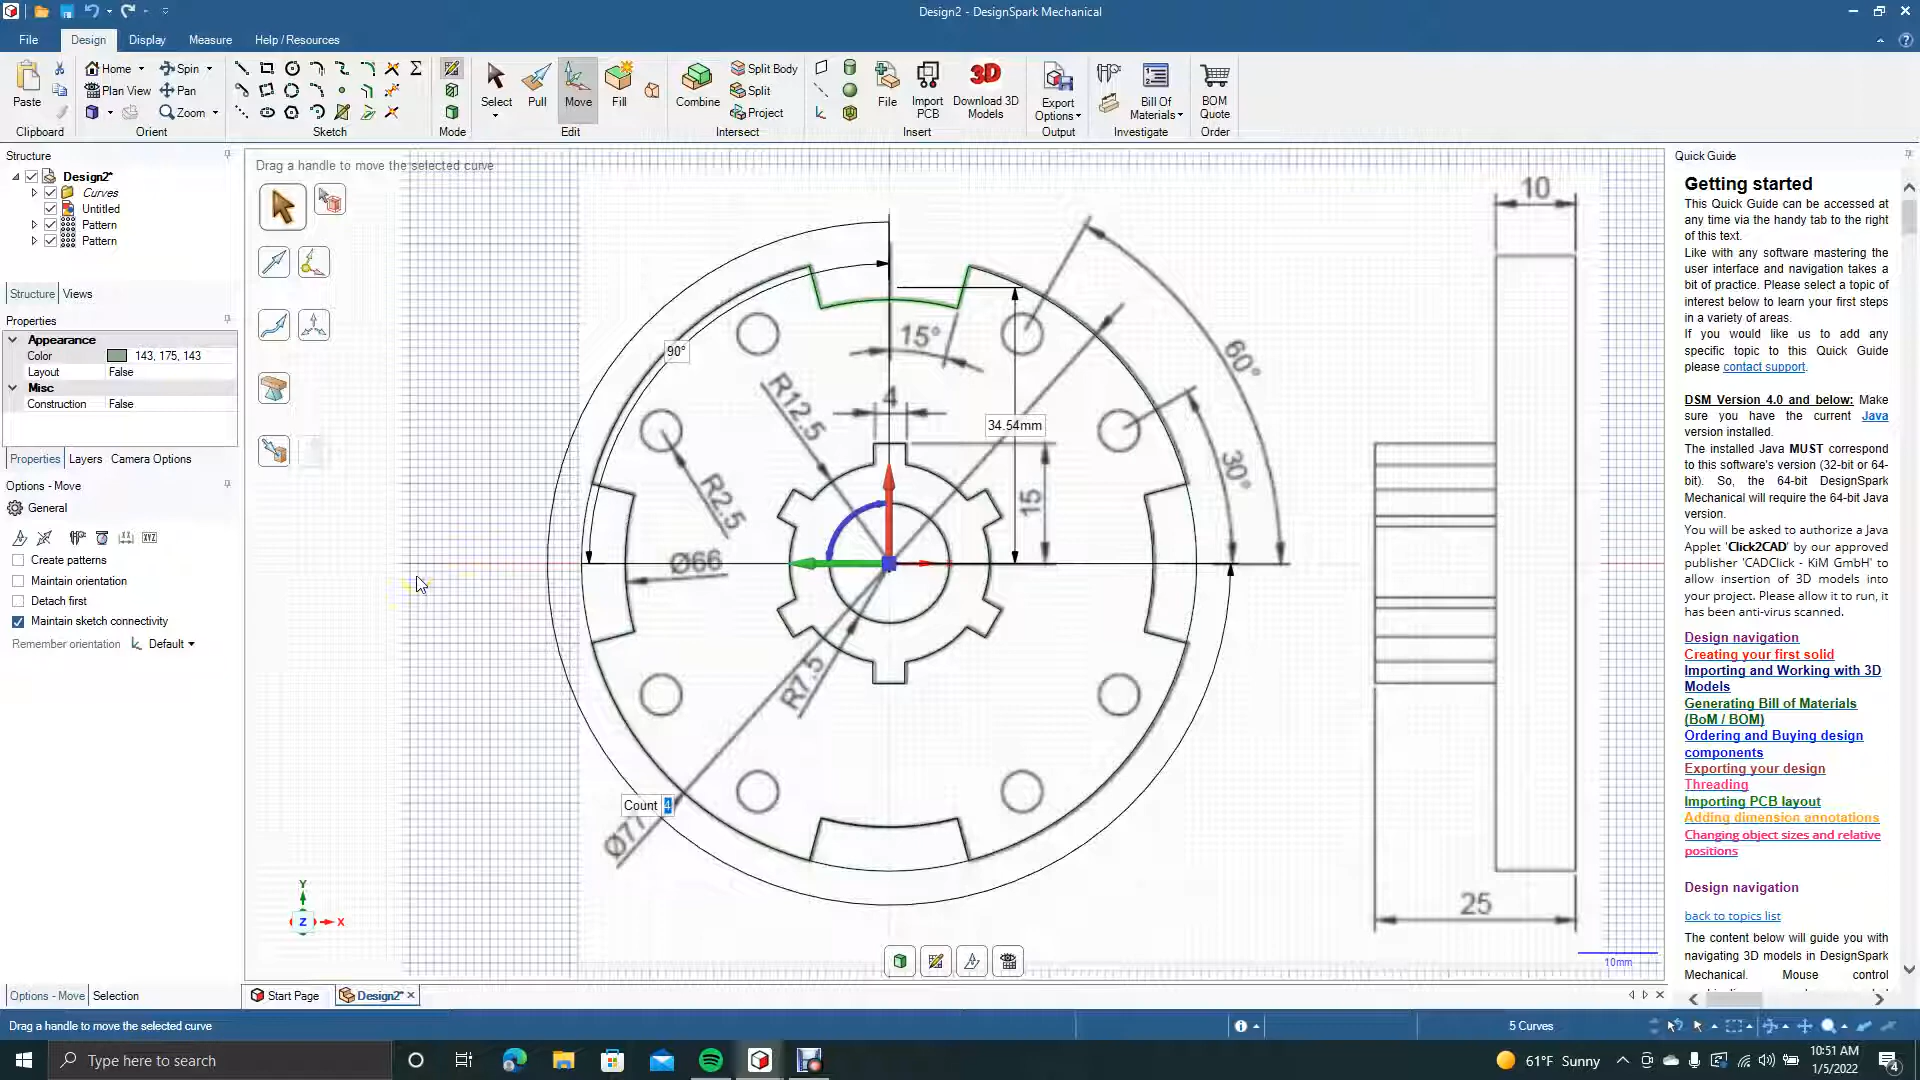 Design2 - DesignSpark Mechanical
File Design Display Measure Help / Resources
Paste
Clipboard
Home Spin
Plan View Pan
Zoom
Orient
Sketch
Mode
Select Pull Move Fill
Edit
Combine Split Body
Split
Project
Intersect
File Import PCB Download 3D Models
Insert
Export Options
Output
Bill Of Materials
Investigate
BOM Quote
Order
Structure
Design2*
Curves
Untitled
Pattern
Pattern
Structure Views
Properties
Appearance
Color 143, 175, 143
Layout False
Misc
Construction False
Properties Layers Camera Options
Options - Move
General
XYZ
Create patterns
Maintain orientation
Detach first
Maintain sketch connectivity
Remember orientation Default
Options - Move Selection
Drag a handle to move the selected curve
10
15°
60°
90°
R12.5
4
34.54mm
30°
R2.5
15
Ø66
R7.5
Count 4
Ø77
25
Y
Z X
10mm
Start Page Design2*
Quick Guide
Getting started
This Quick Guide can be accessed at
any time via the handy tab to the right
of this text.
Like with any software mastering the
user interface and navigation takes a
bit of practice. Please select a topic of
interest below to learn your first steps
in a variety of areas.
If you would like us to add any
specific topic to this Quick Guide
please contact support.
DSM Version 4.0 and below: Make
sure you have the current Java
version installed.
The installed Java MUST correspond
to this software's version (32-bit or 64-
bit). So, the 64-bit DesignSpark
Mechanical will require the 64-bit Java
version.
You will be asked to authorize a Java
Applet 'Click2CAD' by our approved
publisher 'CADClick - KiM GmbH' to
allow insertion of 3D models into
your project. Please allow it to run, it
has been anti-virus scanned.
Design navigation
Creating your first solid
Importing and Working with 3D
Models
Generating Bill of Materials
(BoM / BOM)
Ordering and Buying design
components
Exporting your design
Threading
Importing PCB layout
Adding dimension annotations
Changing object sizes and relative
positions
Design navigation
back to topics list
The content below will guide you with
navigating 3D models in DesignSpark
Mechanical. Mouse control
Drag a handle to move the selected curve
5 Curves
Type here to search
61°F Sunny
10:51 AM
1/5/2022
4